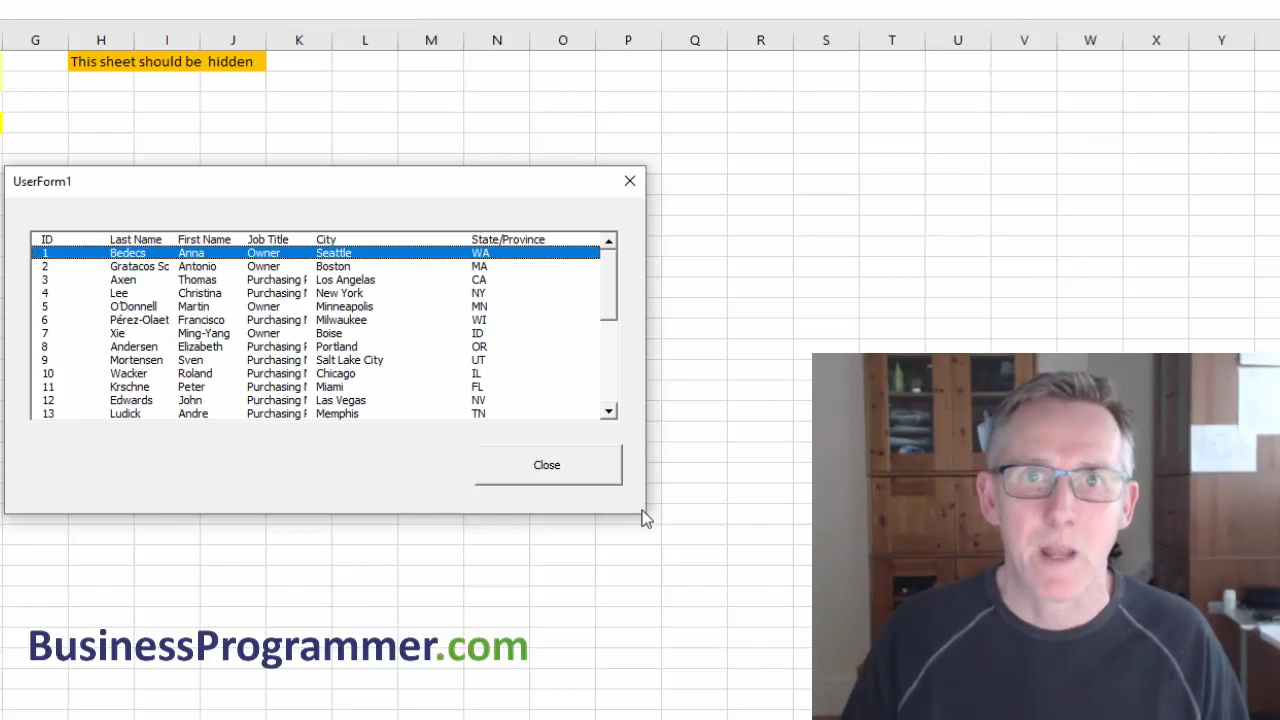 G H I J K L M N O P Q R S T U V W X Y
This sheet should be  hidden
UserForm1
ID Last Name First Name Job Title City State/Province
1 Bedecs Anna Owner Seattle WA
2 Gratacos Sc Antonio Owner Boston MA
3 Axen Thomas Purchasing F Los Angelas CA
4 Lee Christina Purchasing M New York NY
5 O'Donnell Martin Owner Minneapolis MN
6 Pérez-Olaet Francisco Purchasing M Milwaukee WI
7 Xie Ming-Yang Owner Boise ID
8 Andersen Elizabeth Purchasing F Portland OR
9 Mortensen Sven Purchasing M Salt Lake City UT
10 Wacker Roland Purchasing M Chicago IL
11 Krschne Peter Purchasing M Miami FL
12 Edwards John Purchasing M Las Vegas NV
13 Ludick Andre Purchasing F Memphis TN
Close
BusinessProgrammer.com